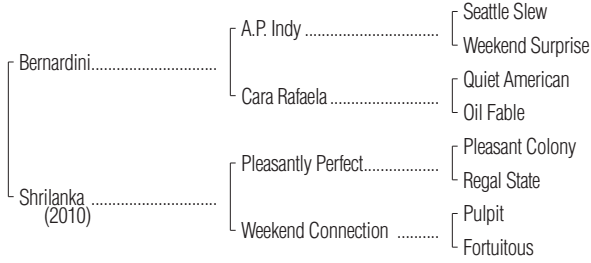 Seattle Slew
A.P. Indy ............................
Weekend Surprise
Bernardini..............................
Quiet American
Cara Rafaela .......................
Oil Fable
Pleasant Colony
Pleasantly Perfect................
Regal State
Shrilanka ..............................
(2010)
Pulpit
Weekend Connection ..........
Fortuitous